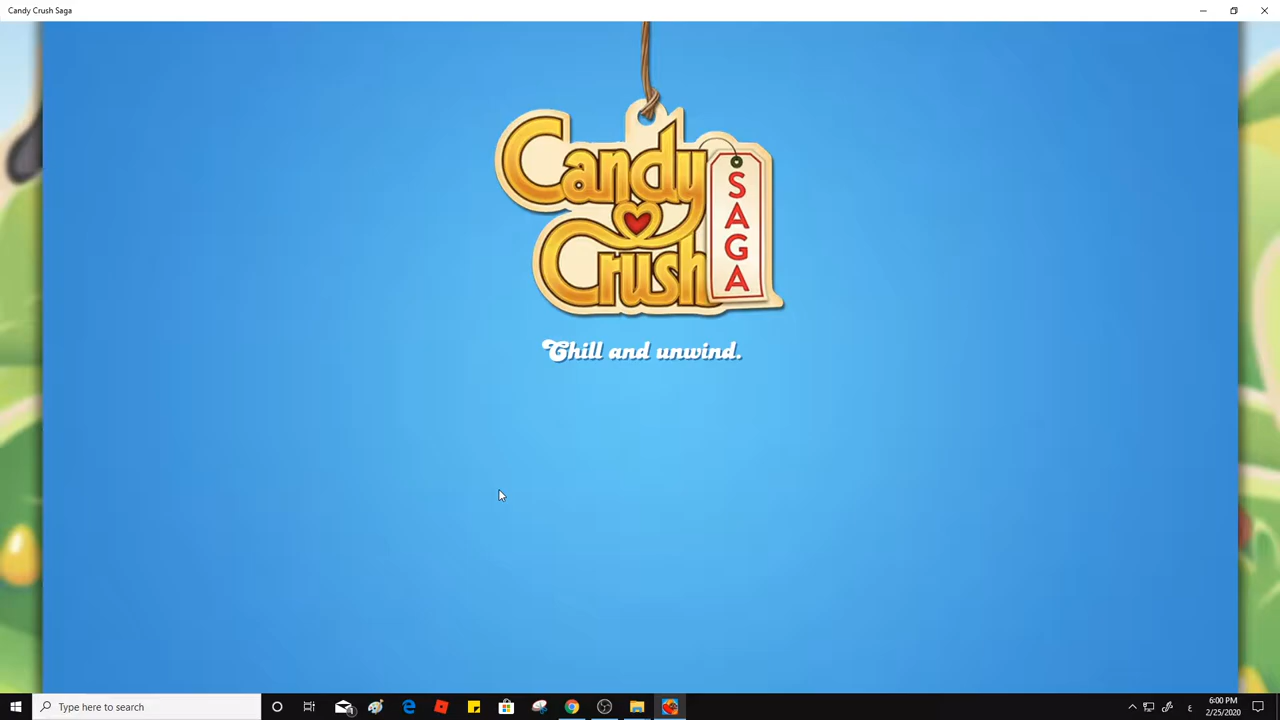 Candy Crush Saga
Candy
Crush
SAGA
Chill and unwind.
Type here to search
ع
6:00 PM
2/25/2020